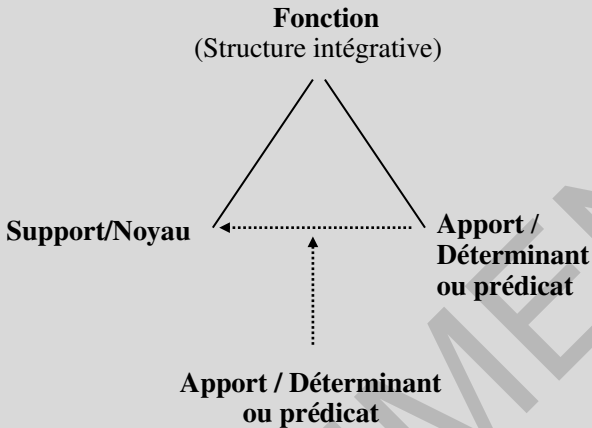 Fonction
(Structure intégrative)
Support/Noyau
Apport /
Déterminant
ou prédicat
Apport / Déterminant
ou prédicat